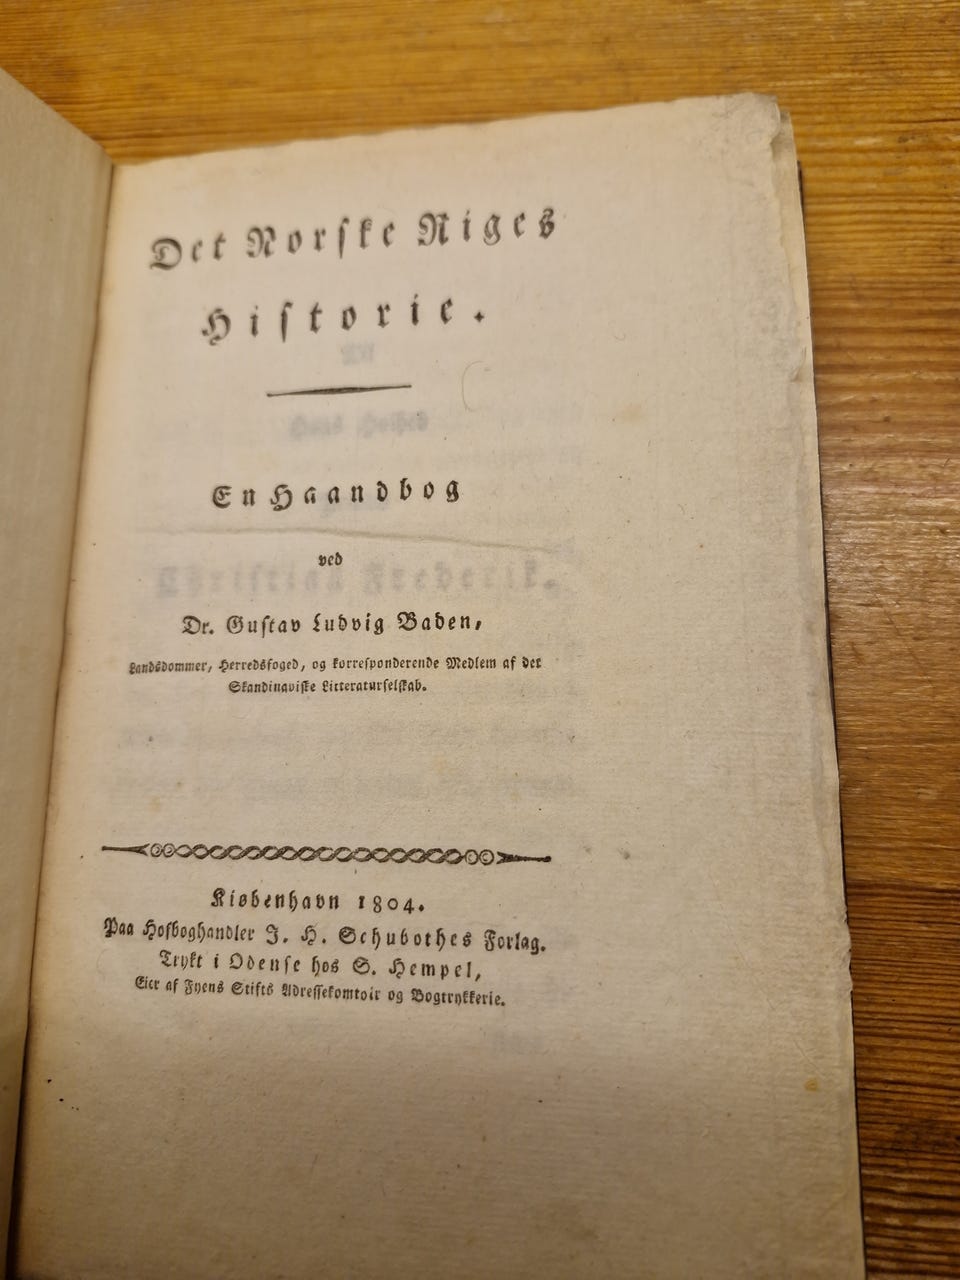 Det Norske Riges
Historie.
En Haandbog
ved
Dr. Gustav Ludvig Baden,
Landsdommer, Herredsfoged, og korresponderende Medlem af det
Skandinaviske Litteraturselskab.
Kiøbenhavn 1804.
Paa Hofboghandler J. H. Schubothes Forlag.
Trykt i Odense hos S. Hempel,
Eier af Fyens Stifts Adressekomtoir og Bogtrykkerie.